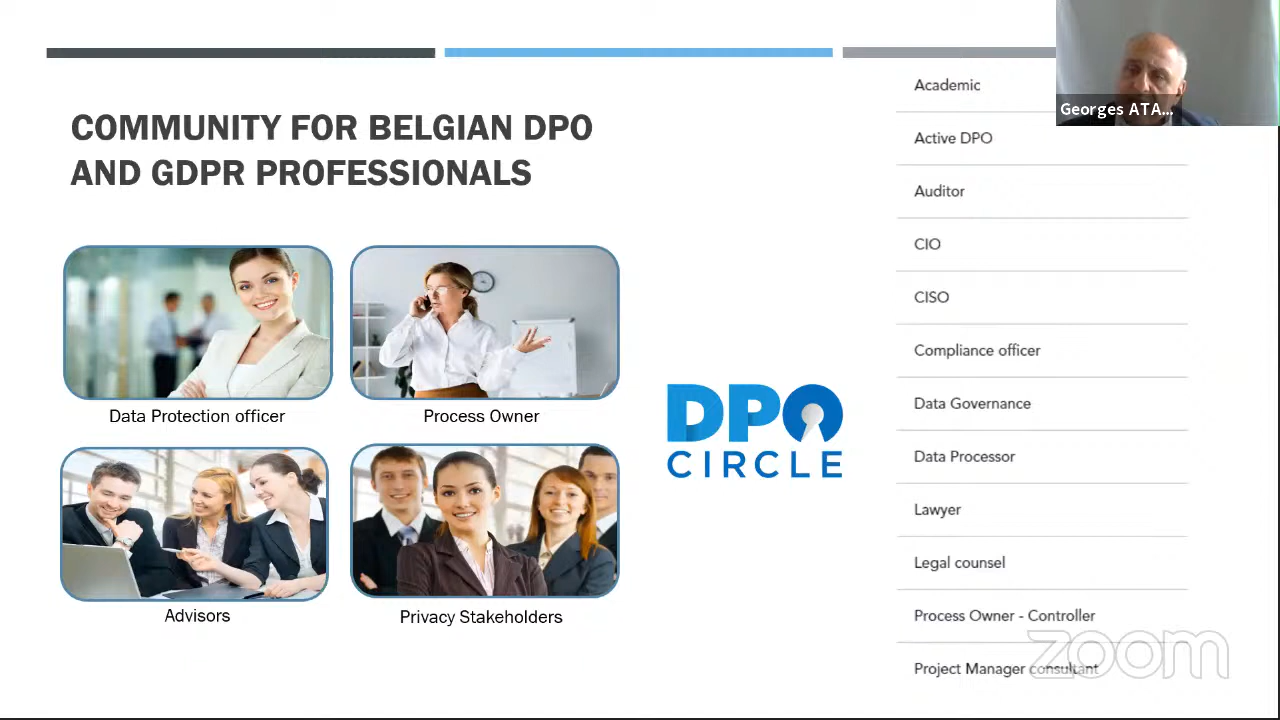 COMMUNITY FOR BELGIAN DPO
AND GDPR PROFESSIONALS
Data Protection officer
Process Owner
Advisors
Privacy Stakeholders
DPO
CIRCLE
Academic
Active DPO
Auditor
CIO
CISO
Compliance officer
Data Governance
Data Processor
Lawyer
Legal counsel
Process Owner - Controller
Project Manager consultant
Georges ATA...
zoom